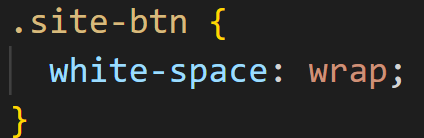 .site-btn {
  white-space: wrap;
}